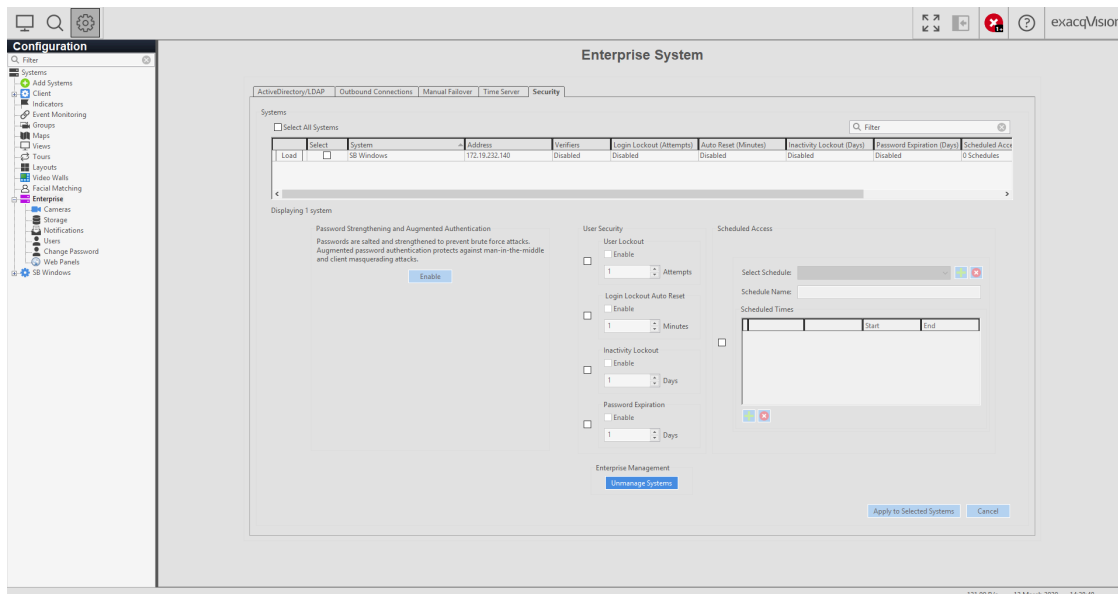 exacqVision
Configuration
Filter
Systems
Add Systems
Client
Indicators
Event Monitoring
Groups
Maps
Views
Tours
Layouts
Video Walls
Facial Matching
Enterprise
Cameras
Storage
Notifications
Users
Change Password
Web Panels
SB Windows
Enterprise System
ActiveDirectory/LDAP Outbound Connections Manual Failover Time Server Security
Systems
Select All Systems
Filter
Select System Address Verifiers Login Lockout (Attempts) Auto Reset (Minutes) Inactivity Lockout (Days) Password Expiration (Days) Scheduled Acce
Load SB Windows 172.19.232.140 Disabled Disabled Disabled Disabled Disabled 0 Schedules
Displaying 1 system
Password Strengthening and Augmented Authentication
Passwords are salted and strengthened to prevent brute force attacks.
Augmented password authentication protects against man-in-the-middle
and client masquerading attacks.
Enable
User Security
User Lockout
Enable
1 Attempts
Login Lockout Auto Reset
Enable
1 Minutes
Inactivity Lockout
Enable
1 Days
Password Expiration
Enable
1 Days
Enterprise Management
Unmanage Systems
Scheduled Access
Select Schedule:
Schedule Name:
Scheduled Times
Start End
Apply to Selected Systems Cancel